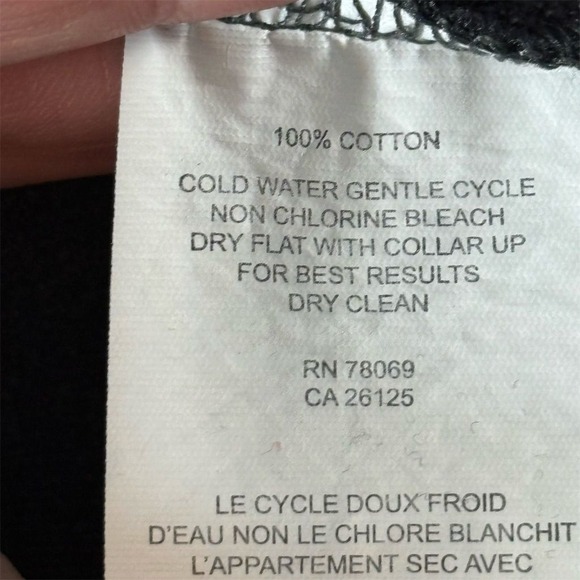 100% COTTON
COLD WATER GENTLE CYCLE
NON CHLORINE BLEACH
DRY FLAT WITH COLLAR UP
FOR BEST RESULTS
DRY CLEAN
RN 78069
CA 26125
LE CYCLE DOUX FROID
D'EAU NON LE CHLORE BLANCHIT
L'APPARTEMENT SEC AVEC